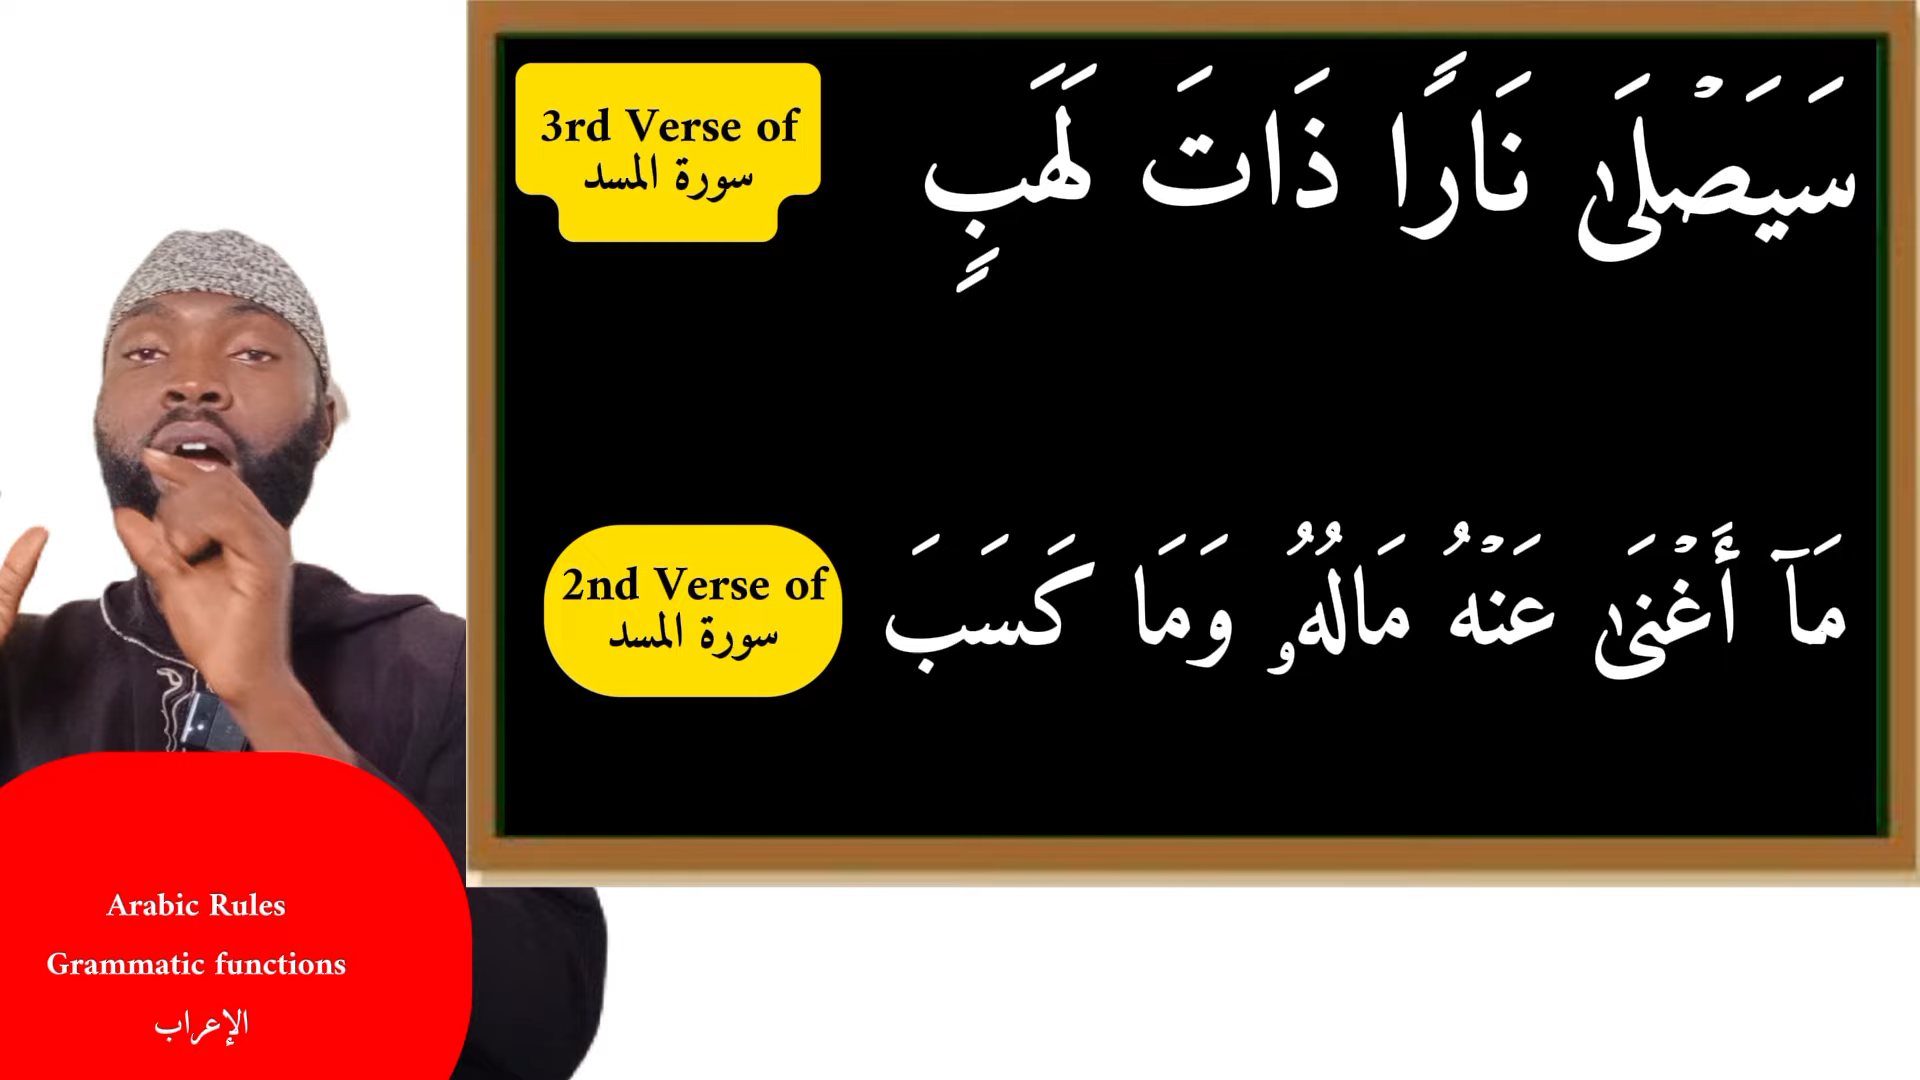 3rd Verse of
سورة المسد
سَيَصْلَىٰ نَارًا ذَاتَ لَهَبٍ
2nd Verse of
سورة المسد
مَآ أَغْنَىٰ عَنْهُ مَالُهُۥ وَمَا كَسَبَ
Arabic Rules
Grammatic functions
الإعراب